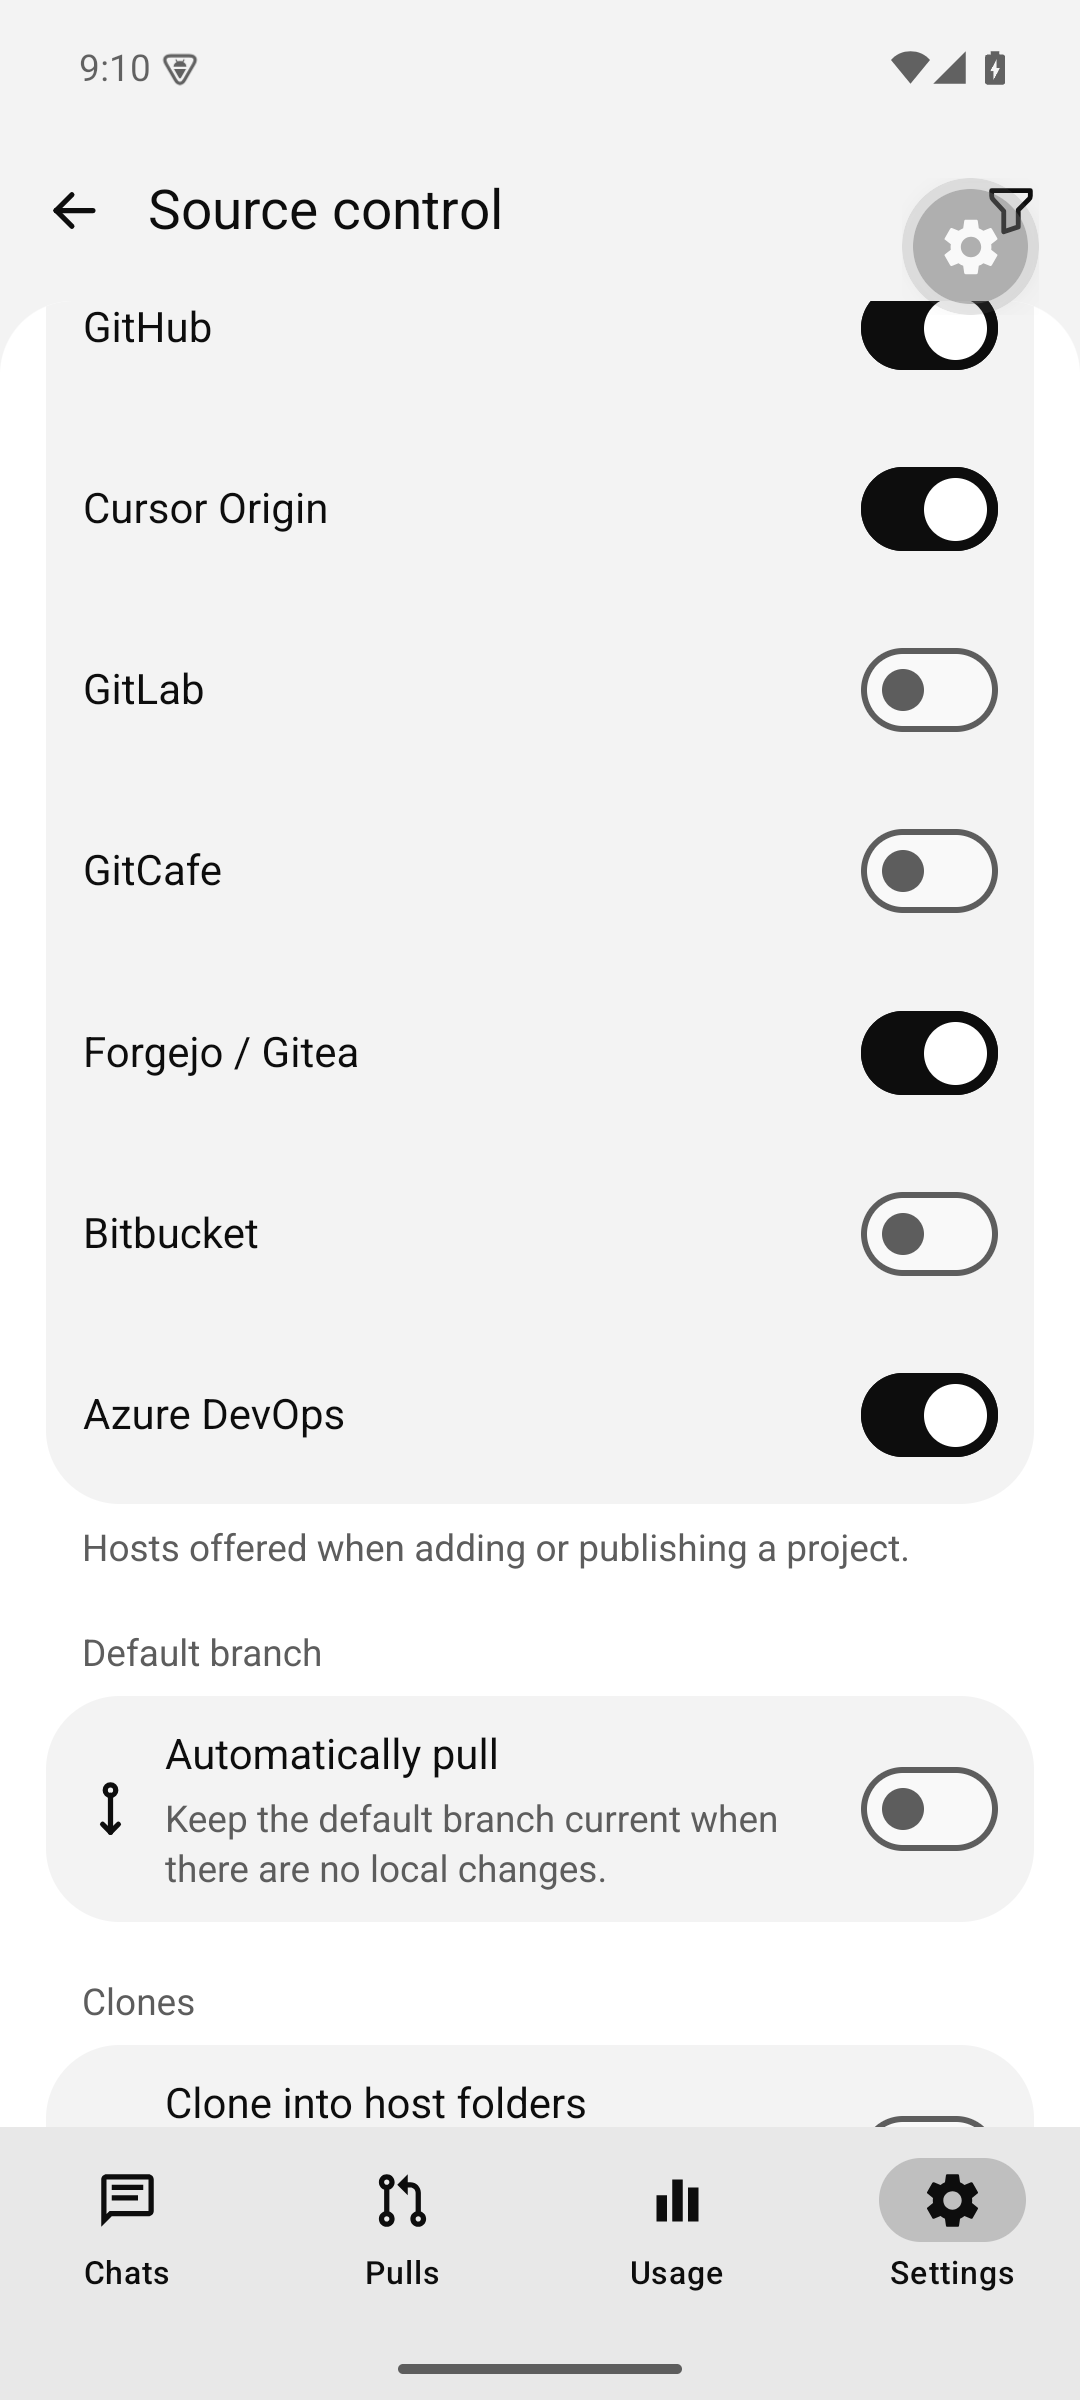 9:10
Source control
GitHub
Cursor Origin
GitLab
GitCafe
Forgejo / Gitea
Bitbucket
Azure DevOps
Hosts offered when adding or publishing a project.
Default branch
Automatically pull
Keep the default branch current when
there are no local changes.
Clones
Clone into host folders
Chats
Pulls
Usage
Settings